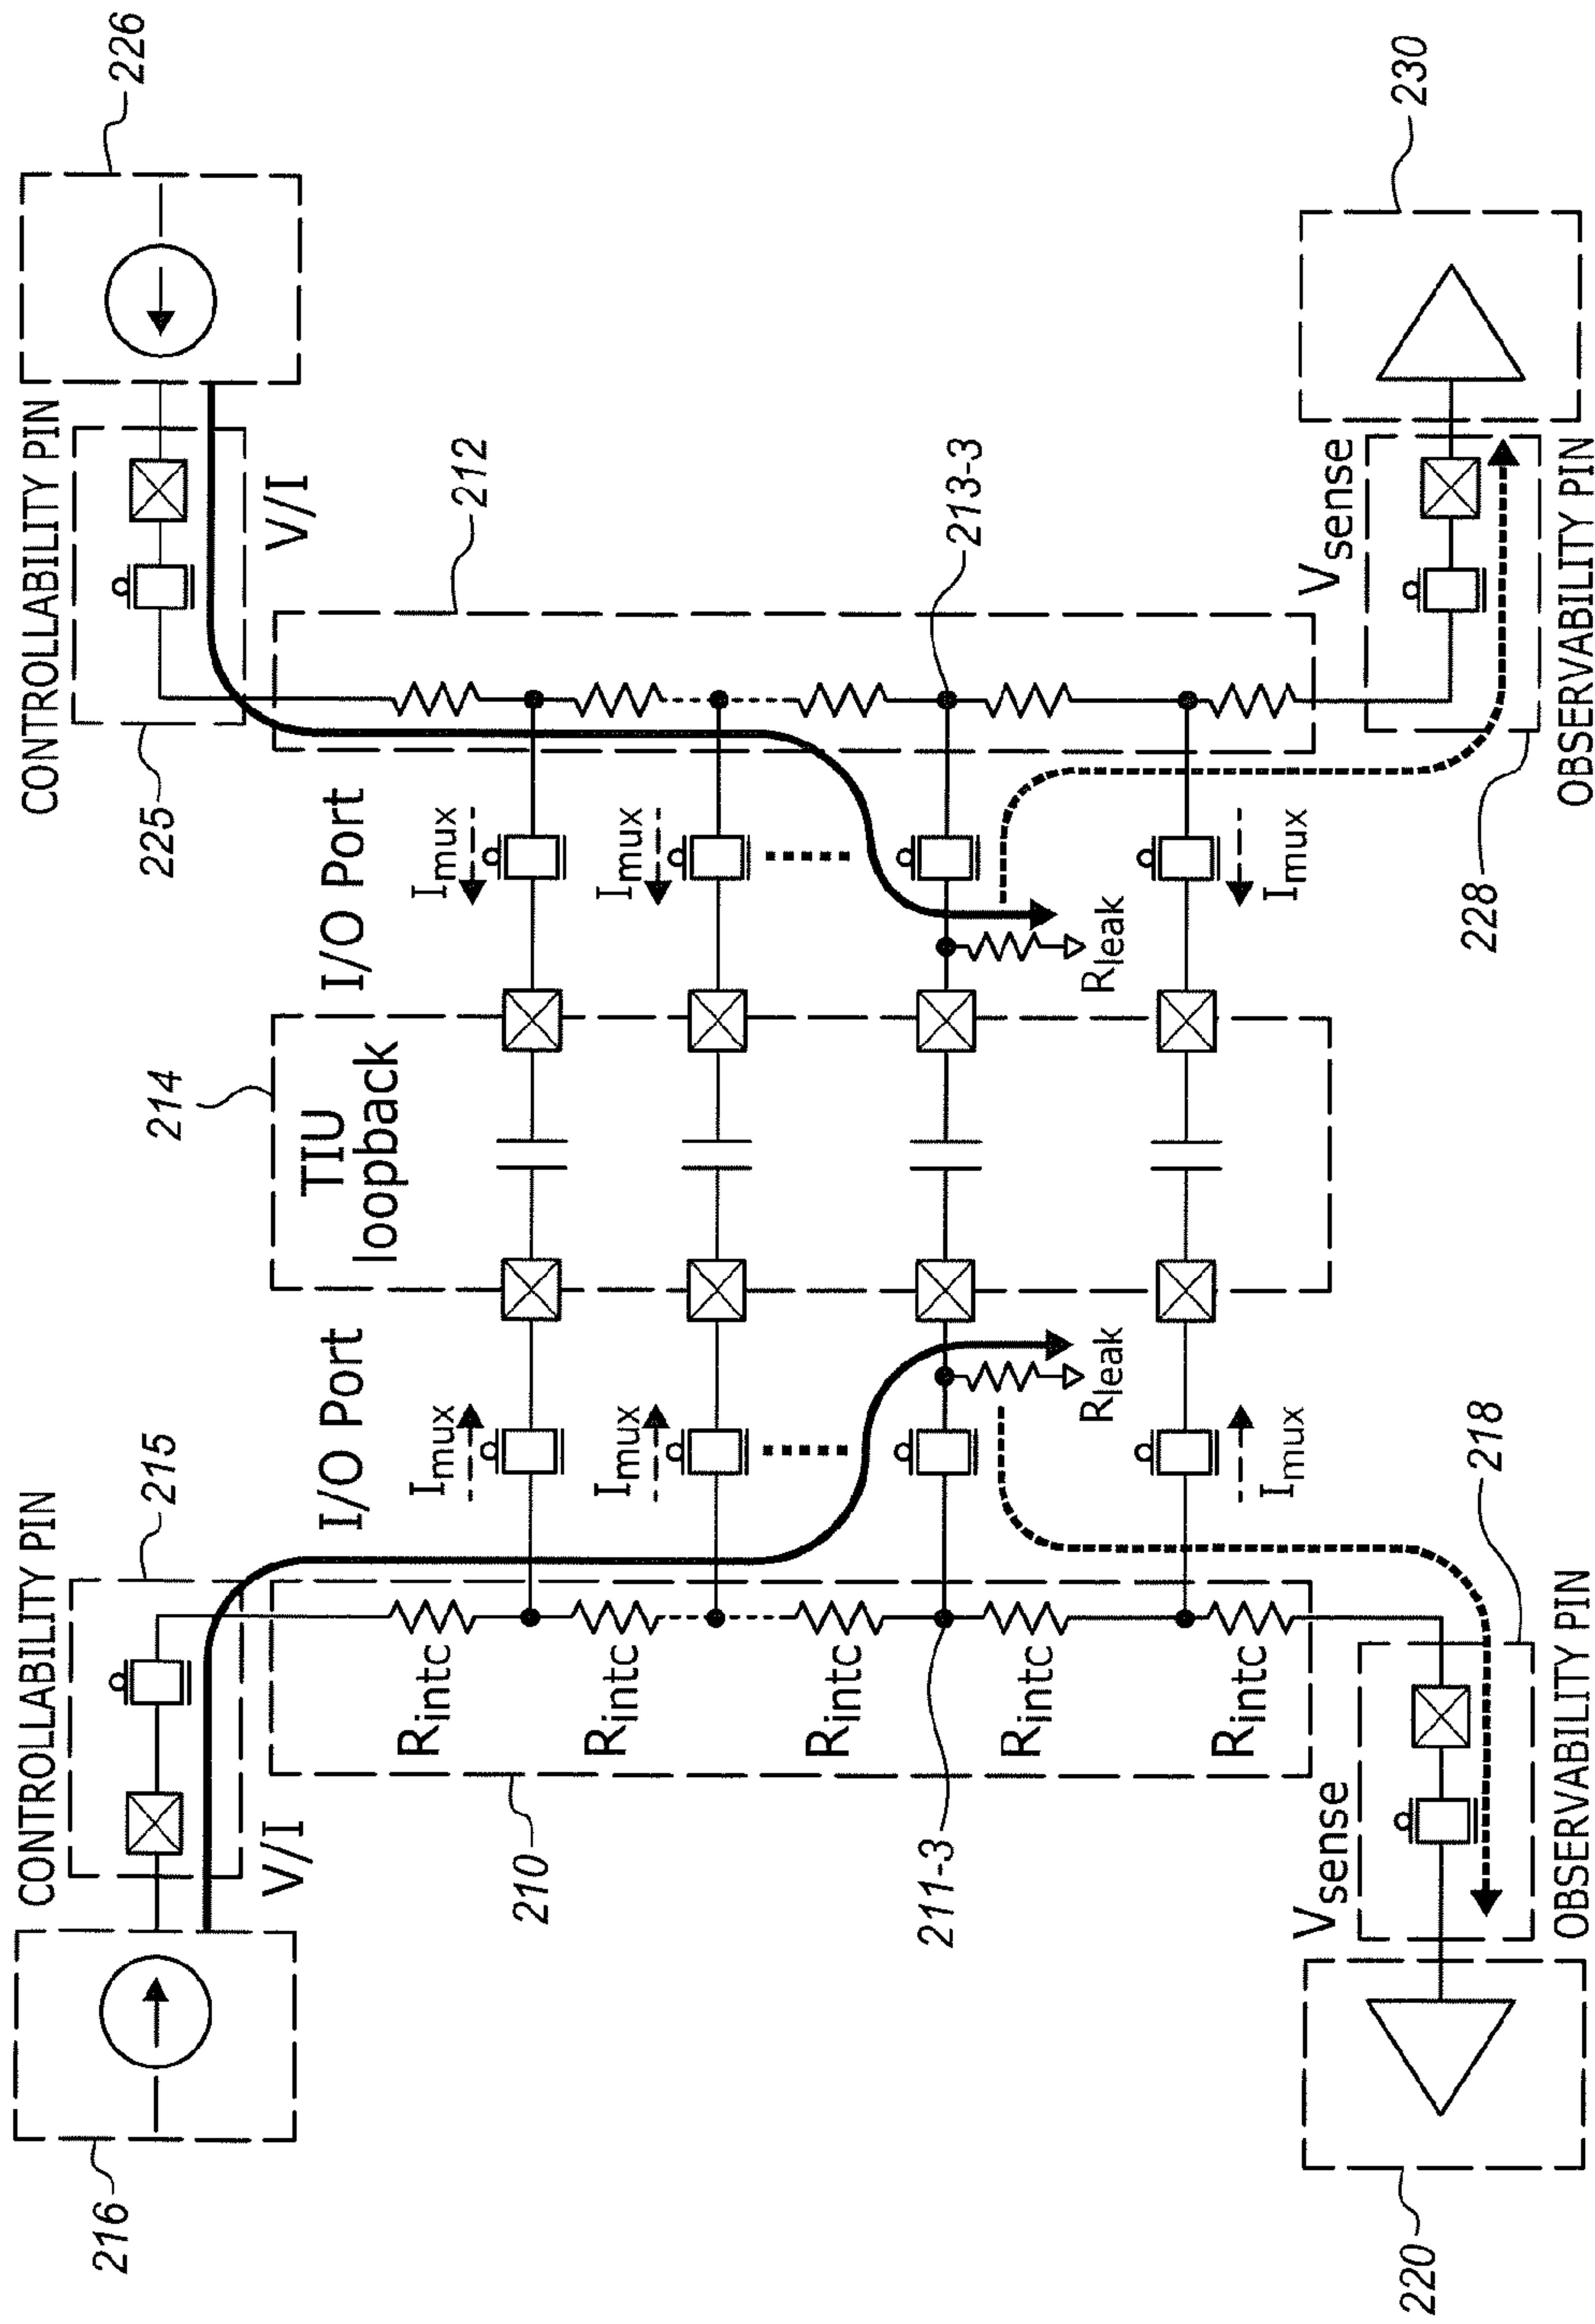 CONTROLLABILITY PIN
CONTROLLABILITY PIN
216
215
214
225
226
V/I
V/I
I/O Port
TIU
loopback
I/O Port
Rintc
Imux
Imux
212
210
Rintc
Imux
Imux
Rintc
211-3
213-3
Rintc
Rleak
Rleak
Rintc
Imux
Imux
Vsense
Vsense
220
218
228
230
OBSERVABILITY PIN
OBSERVABILITY PIN